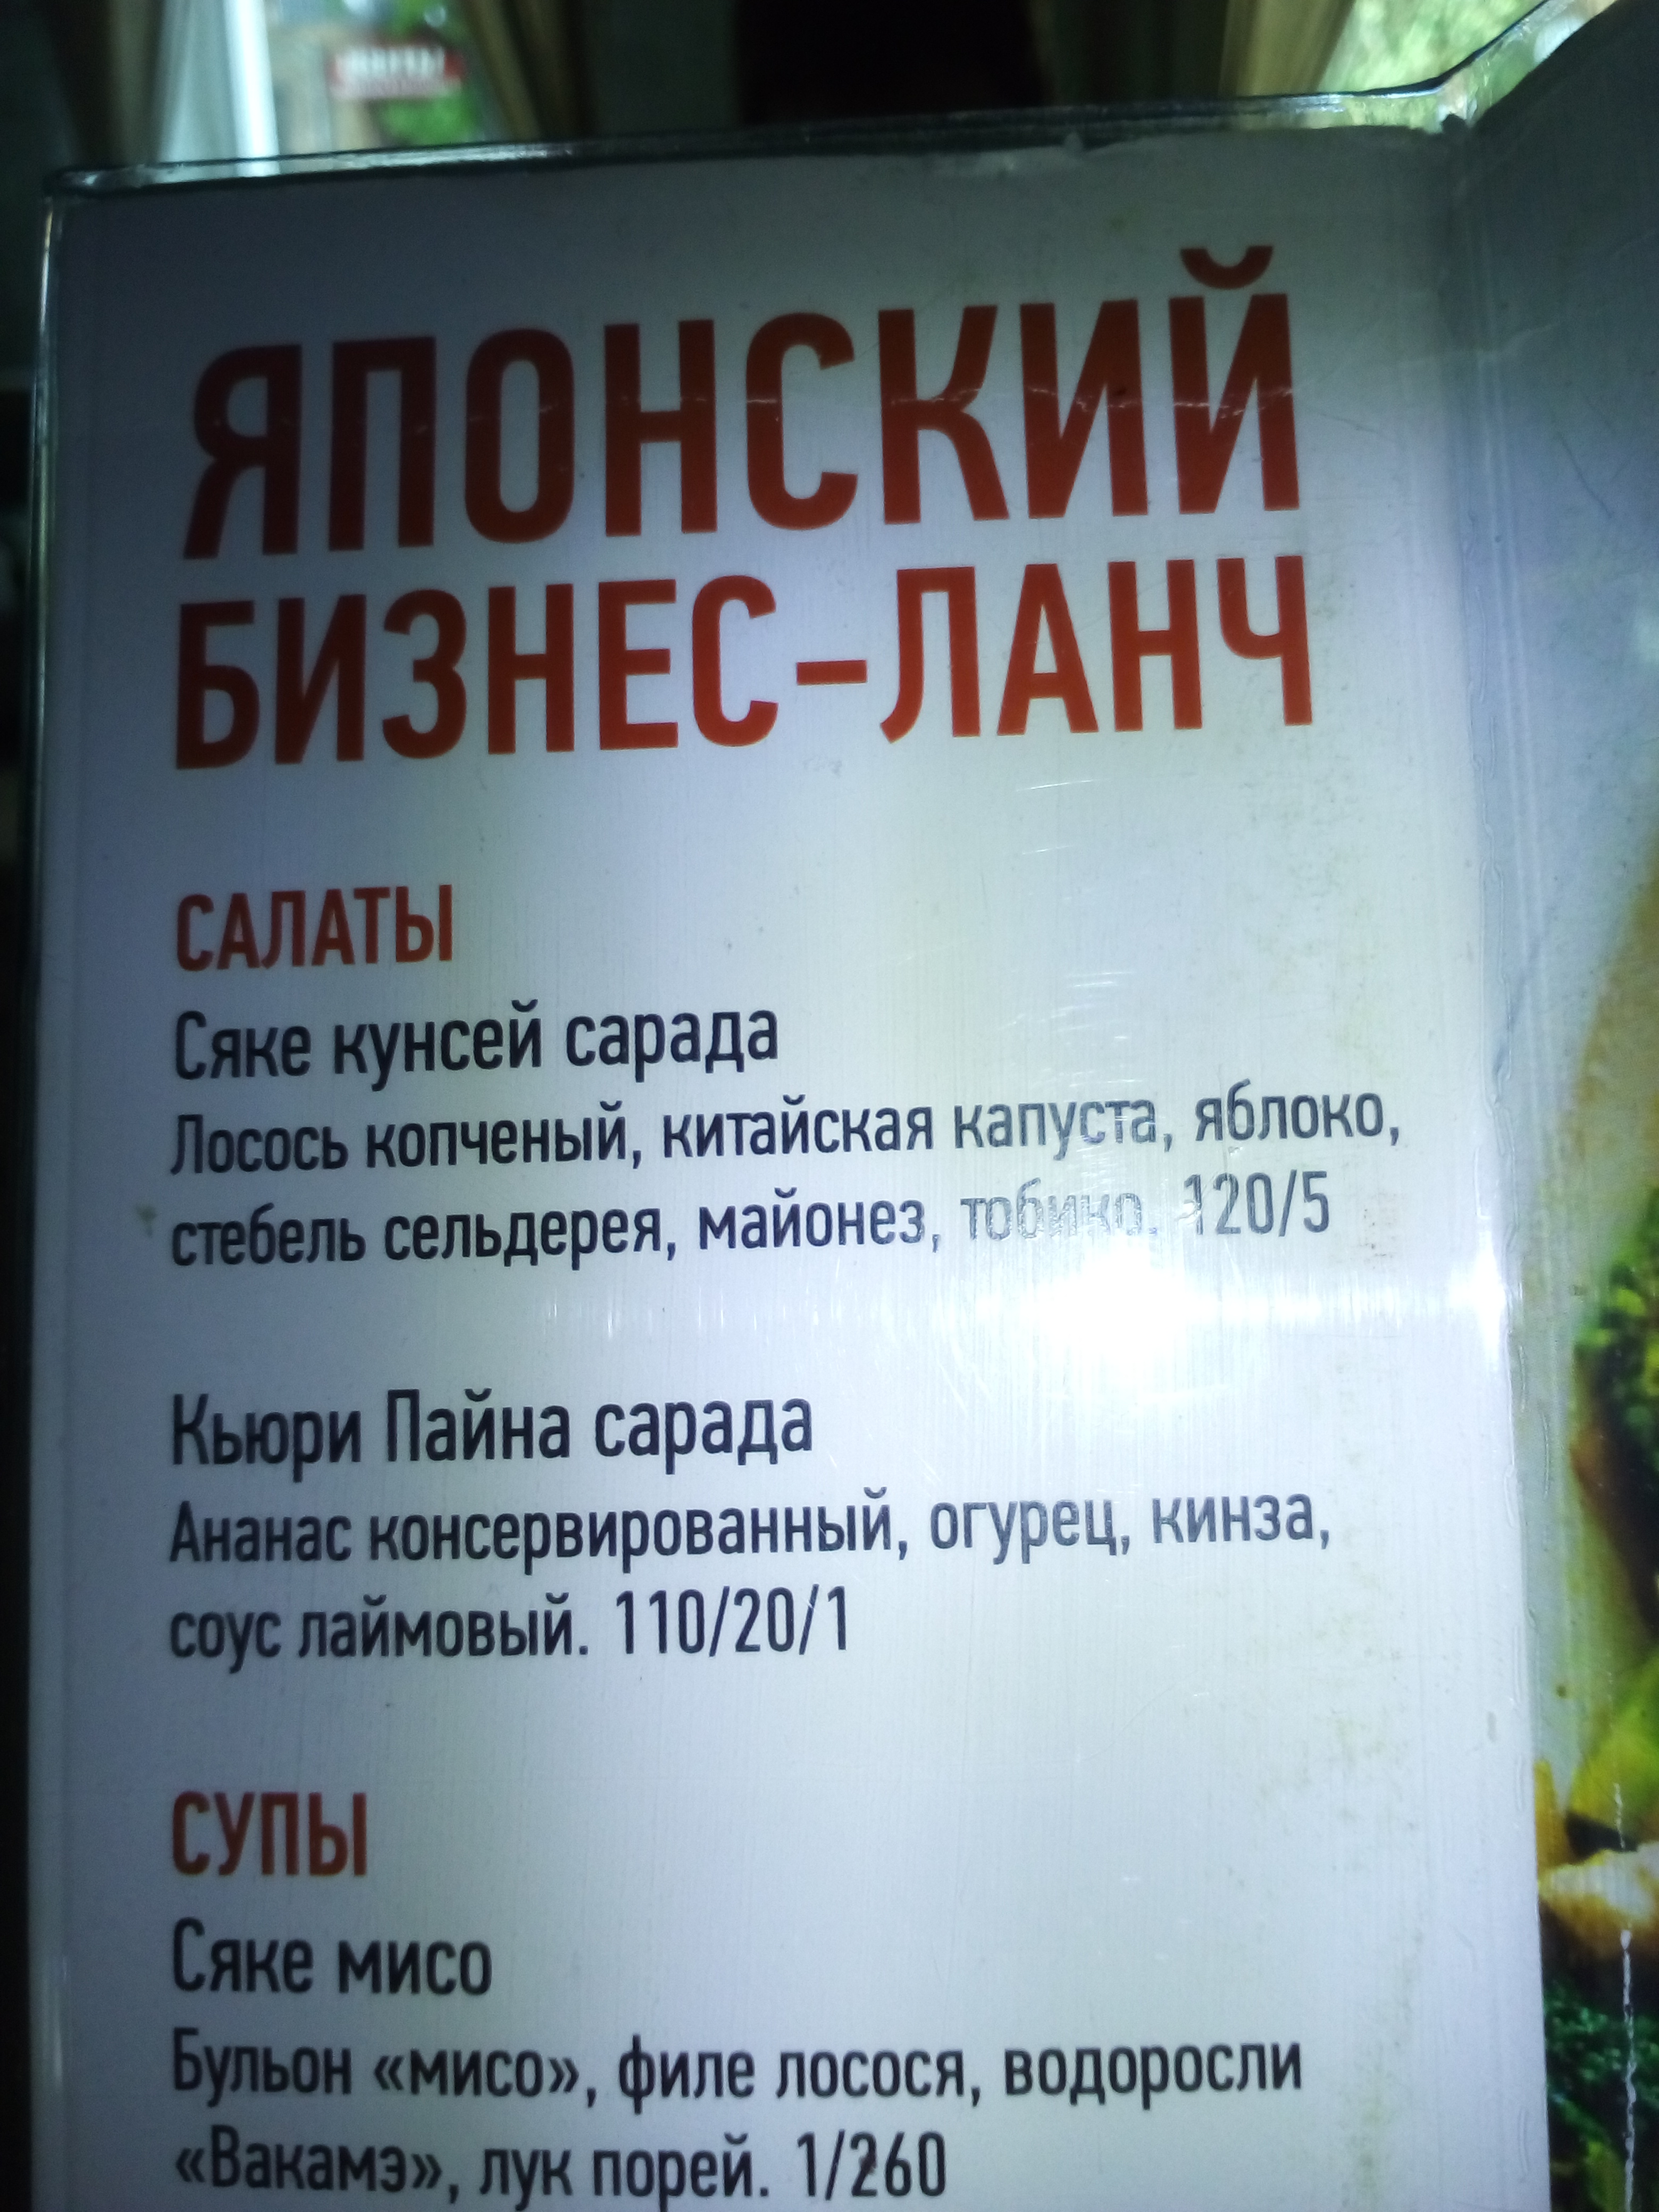 ЯПОНСКИЙ
БИЗНЕС-ЛАНЧ
САЛАТЫ
Сяке кунсей сарада
Лосось копченый, китайская капуста, яблоко,
стебель сельдерея, майонез, тобико. 120/5
Кьюри Пайна сарада
Ананас консервированный, огурец, кинза,
соус лаймовый. 110/20/1
СУПЫ
Сяке мисо
Бульон «мисо», филе лосося, водоросли
«Вакамэ», лук порей. 1/260